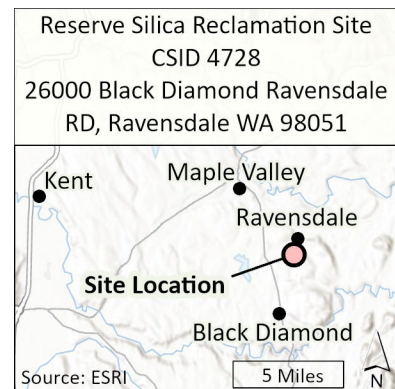 Reserve Silica Reclamation Site
CSID 4728
26000 Black Diamond Ravensdale
RD, Ravensdale WA 98051
Kent
Maple Valley
Ravensdale
Site Location
Black Diamond
Source: ESRI
5 Miles
N